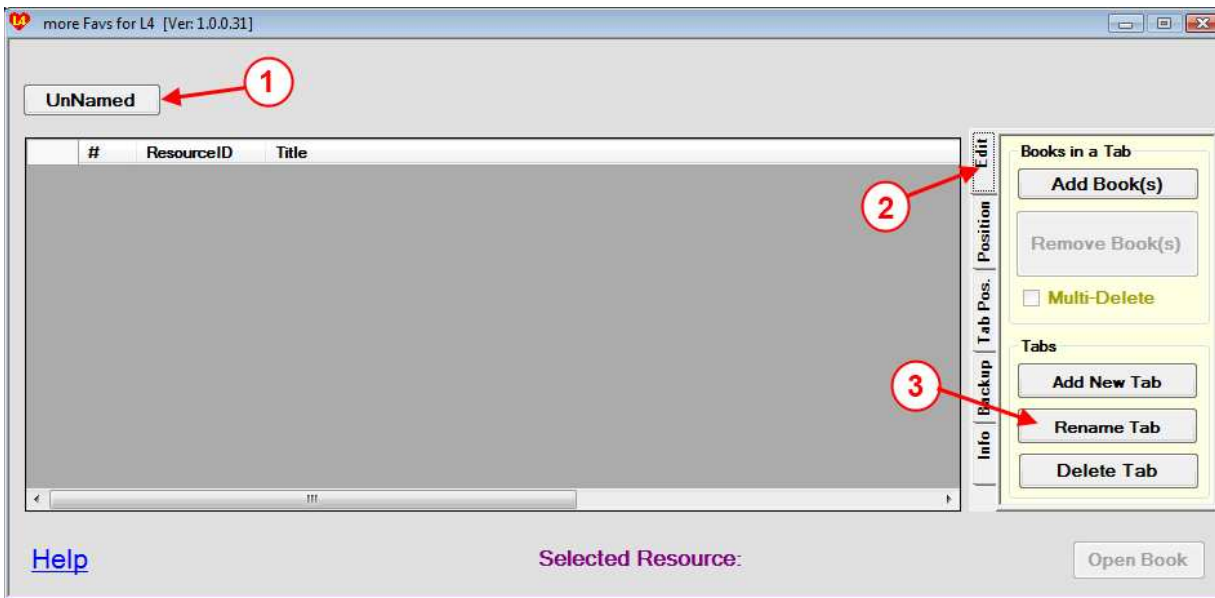 L4 more Favs for L4 [Ver: 1.0.0.31]
1
UnNamed
# ResourceID Title
Edit
Position
Tab Pos.
Backup
Info
2
3
Books in a Tab
Add Book(s)
Remove Book(s)
Multi-Delete
Tabs
Add New Tab
Rename Tab
Delete Tab
Help
Selected Resource:
Open Book